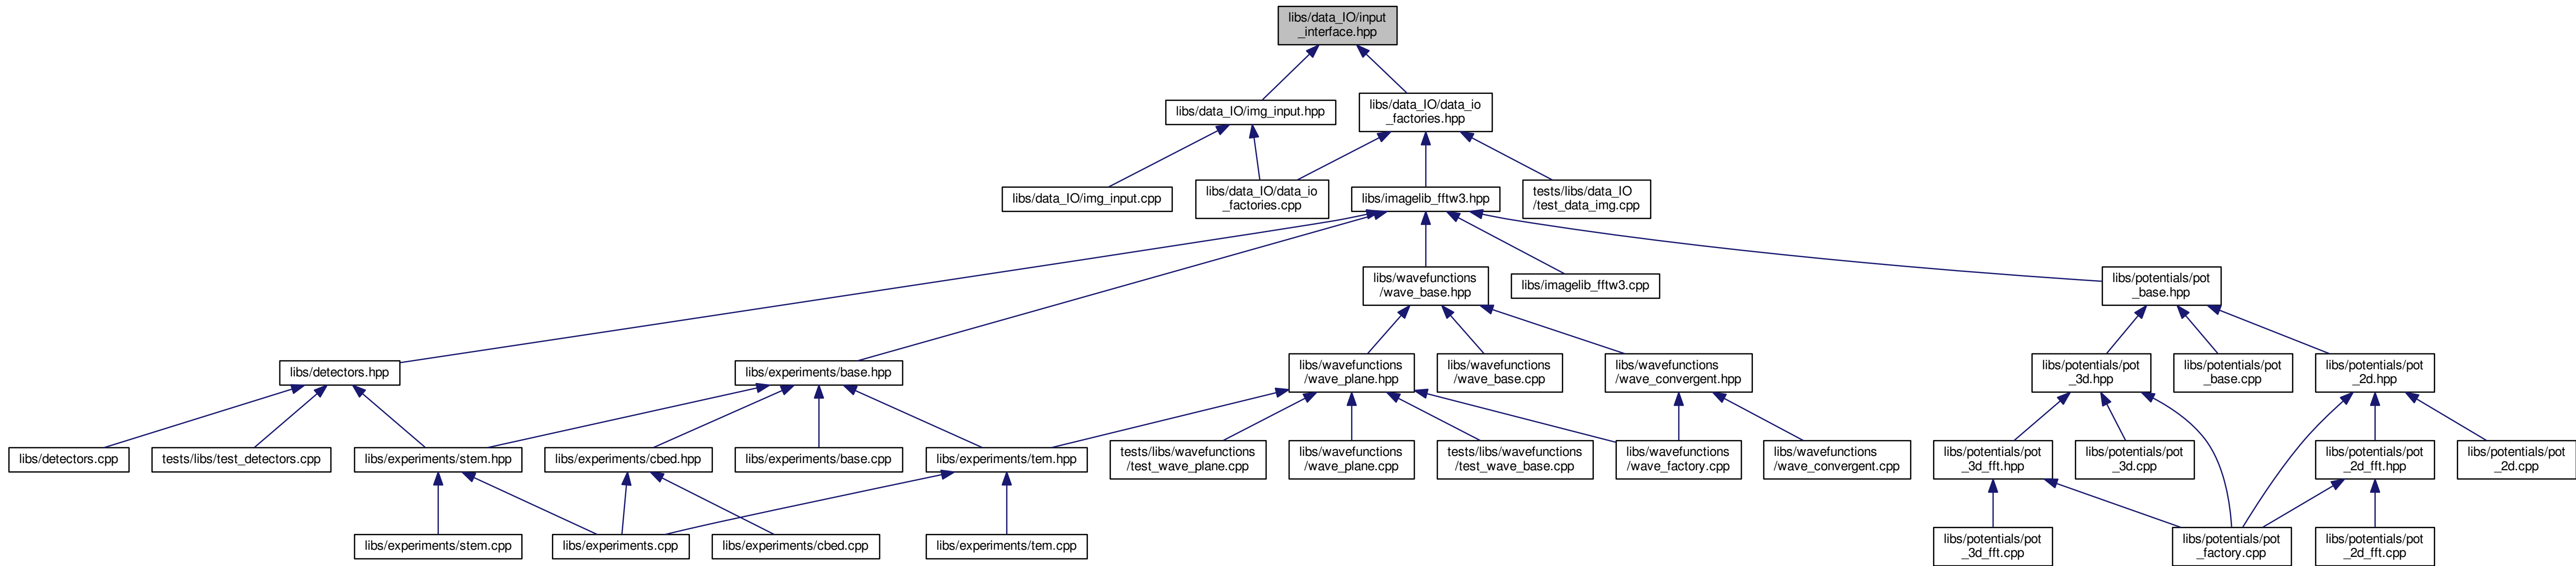 libs/data_IO/input
_interface.hpp
libs/data_IO/img_input.hpp
libs/data_IO/data_io
_factories.hpp
libs/data_IO/img_input.cpp
libs/data_IO/data_io
_factories.cpp
libs/imagelib_fftw3.hpp
tests/libs/data_IO
/test_data_img.cpp
libs/wavefunctions
/wave_base.hpp
libs/imagelib_fftw3.cpp
libs/potentials/pot
_base.hpp
libs/detectors.hpp
libs/experiments/base.hpp
libs/wavefunctions
/wave_plane.hpp
libs/wavefunctions
/wave_base.cpp
libs/wavefunctions
/wave_convergent.hpp
libs/potentials/pot
_3d.hpp
libs/potentials/pot
_base.cpp
libs/potentials/pot
_2d.hpp
libs/detectors.cpp
tests/libs/test_detectors.cpp
libs/experiments/stem.hpp
libs/experiments/cbed.hpp
libs/experiments/base.cpp
libs/experiments/tem.hpp
tests/libs/wavefunctions
/test_wave_plane.cpp
libs/wavefunctions
/wave_plane.cpp
tests/libs/wavefunctions
/test_wave_base.cpp
libs/wavefunctions
/wave_factory.cpp
libs/wavefunctions
/wave_convergent.cpp
libs/potentials/pot
_3d_fft.hpp
libs/potentials/pot
_3d.cpp
libs/potentials/pot
_2d_fft.hpp
libs/potentials/pot
_2d.cpp
libs/experiments/stem.cpp
libs/experiments.cpp
libs/experiments/cbed.cpp
libs/experiments/tem.cpp
libs/potentials/pot
_3d_fft.cpp
libs/potentials/pot
_factory.cpp
libs/potentials/pot
_2d_fft.cpp